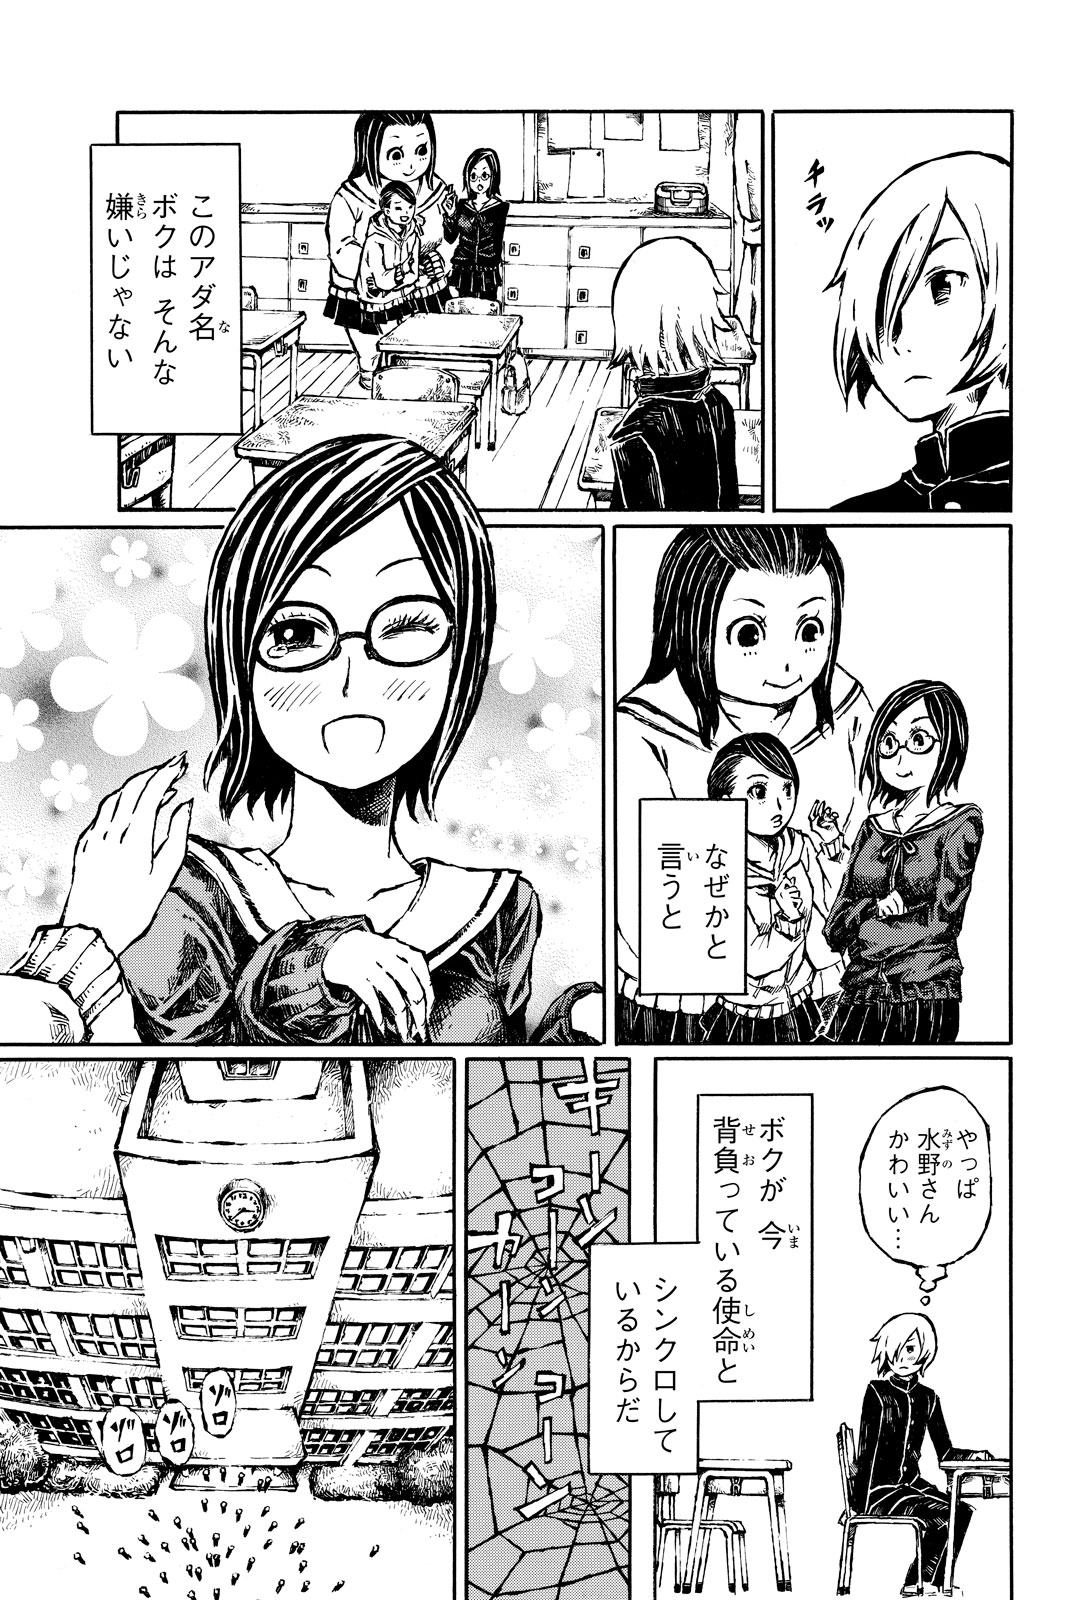 チラッ
このアダ名
ボクは そんな
嫌いじゃない
なぜかと
言うと
やっぱ
水野さん
かわいい…
ボクが 今
背負っている使命と
シンクロして
いるからだ
キーン
コーン
カーン
コーン
ゾロ
ゾロ
ゾロ